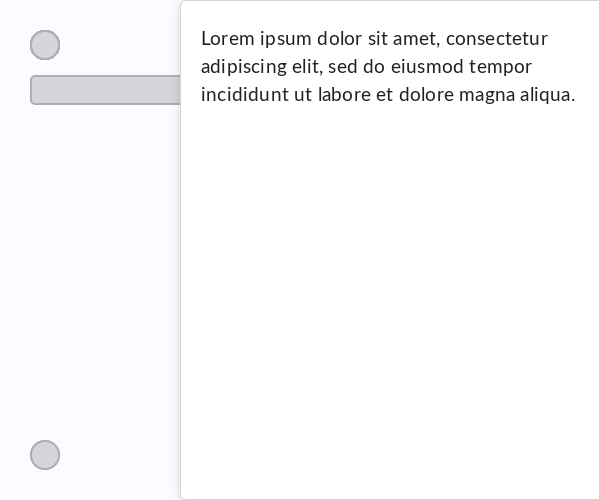 Lorem ipsum dolor sit amet, consectetur
adipiscing elit, sed do eiusmod tempor
incididunt ut labore et dolore magna aliqua.